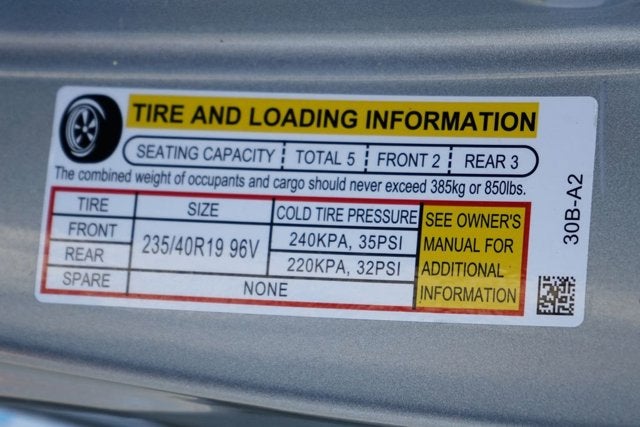 TIRE AND LOADING INFORMATION
SEATING CAPACITY TOTAL 5 FRONT 2 REAR 3
The combined weight of occupants and cargo should never exceed 385kg or 850lbs.
TIRE SIZE COLD TIRE PRESSURE
FRONT 235/40R19 96V 240KPA, 35PSI
REAR 220KPA, 32PSI
SPARE NONE
SEE OWNER'S
MANUAL FOR
ADDITIONAL
INFORMATION
30B-A2